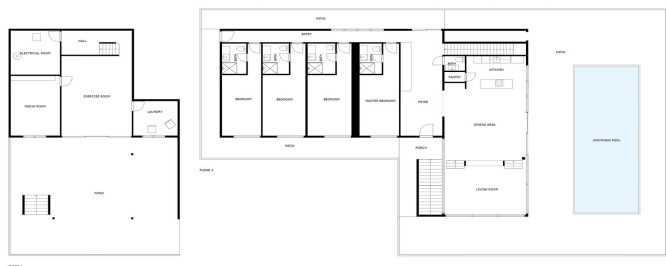 ELECTRICAL ROOM
HALL
MEDIA ROOM
EXERCISE ROOM
LAUNDRY
PATIO
PATIO
ENTRY
BATH
BATH
BATH
BATH
BEDROOM
BEDROOM
BEDROOM
MASTER BEDROOM
FOYER
BATH
PANTRY
KITCHEN
DINING AREA
PORCH
LIVING ROOM
PATIO
PATIO
SWIMMING POOL
FLOOR 2